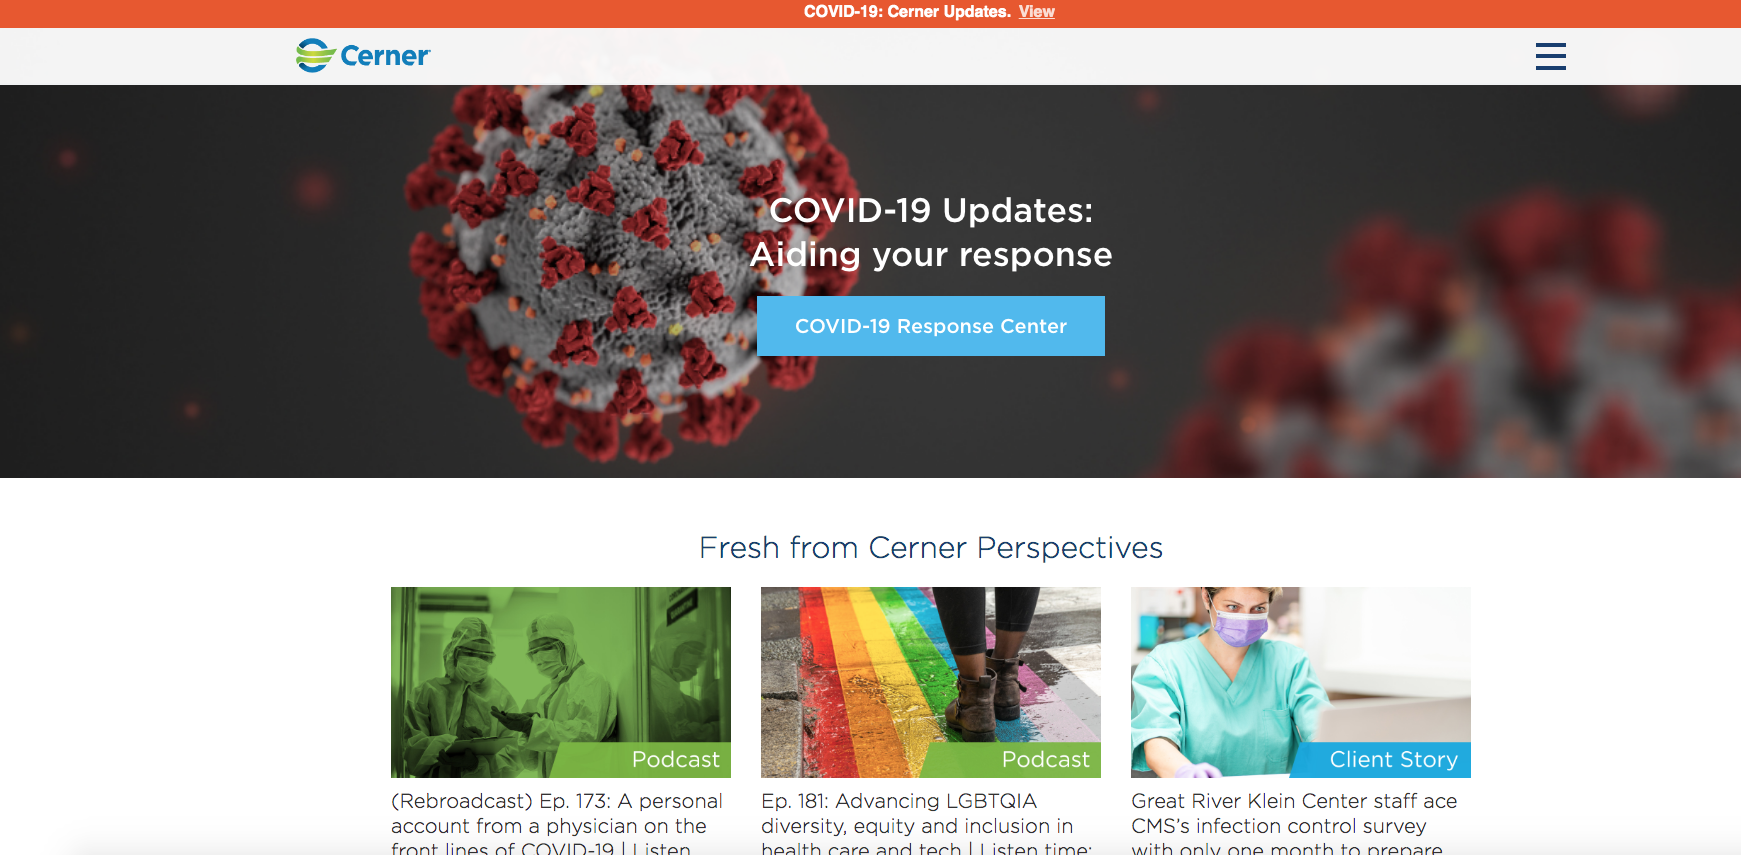 COVID-19: Cerner Updates. View
Cerner
COVID-19 Updates:
Aiding your response
COVID-19 Response Center
Fresh from Cerner Perspectives
Podcast
(Rebroadcast) Ep. 173: A personal
account from a physician on the
front lines of COVID-19 | Listen
Podcast
Ep. 181: Advancing LGBTQIA
diversity, equity and inclusion in
health care and tech | Listen time:
Client Story
Great River Klein Center staff ace
CMS’s infection control survey
with only one month to prepare